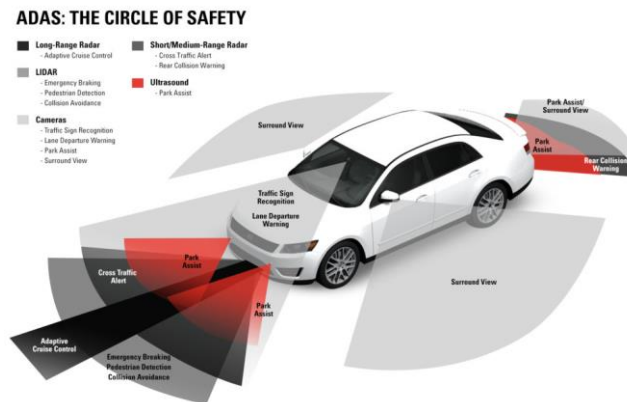 ADAS: THE CIRCLE OF SAFETY
Long-Range Radar
- Adaptive Cruise Control
LIDAR
- Emergency Braking
- Pedestrian Detection
- Collision Avoidance
Cameras
- Traffic Sign Recognition
- Lane Departure Warning
- Park Assist
- Surround View
Short/Medium-Range Radar
- Cross Traffic Alert
- Rear Collision Warning
Ultrasound
- Park Assist
Surround View
Park Assist/
Surround View
Park
Assist
Rear Collision
Warning
Traffic Sign
Recognition
Lane Departure
Warning
Park
Assist
Cross Traffic
Alert
Park
Assist
Surround View
Adaptive
Cruise Control
Emergency Breaking
Pedestrian Detection
Collision Avoidance